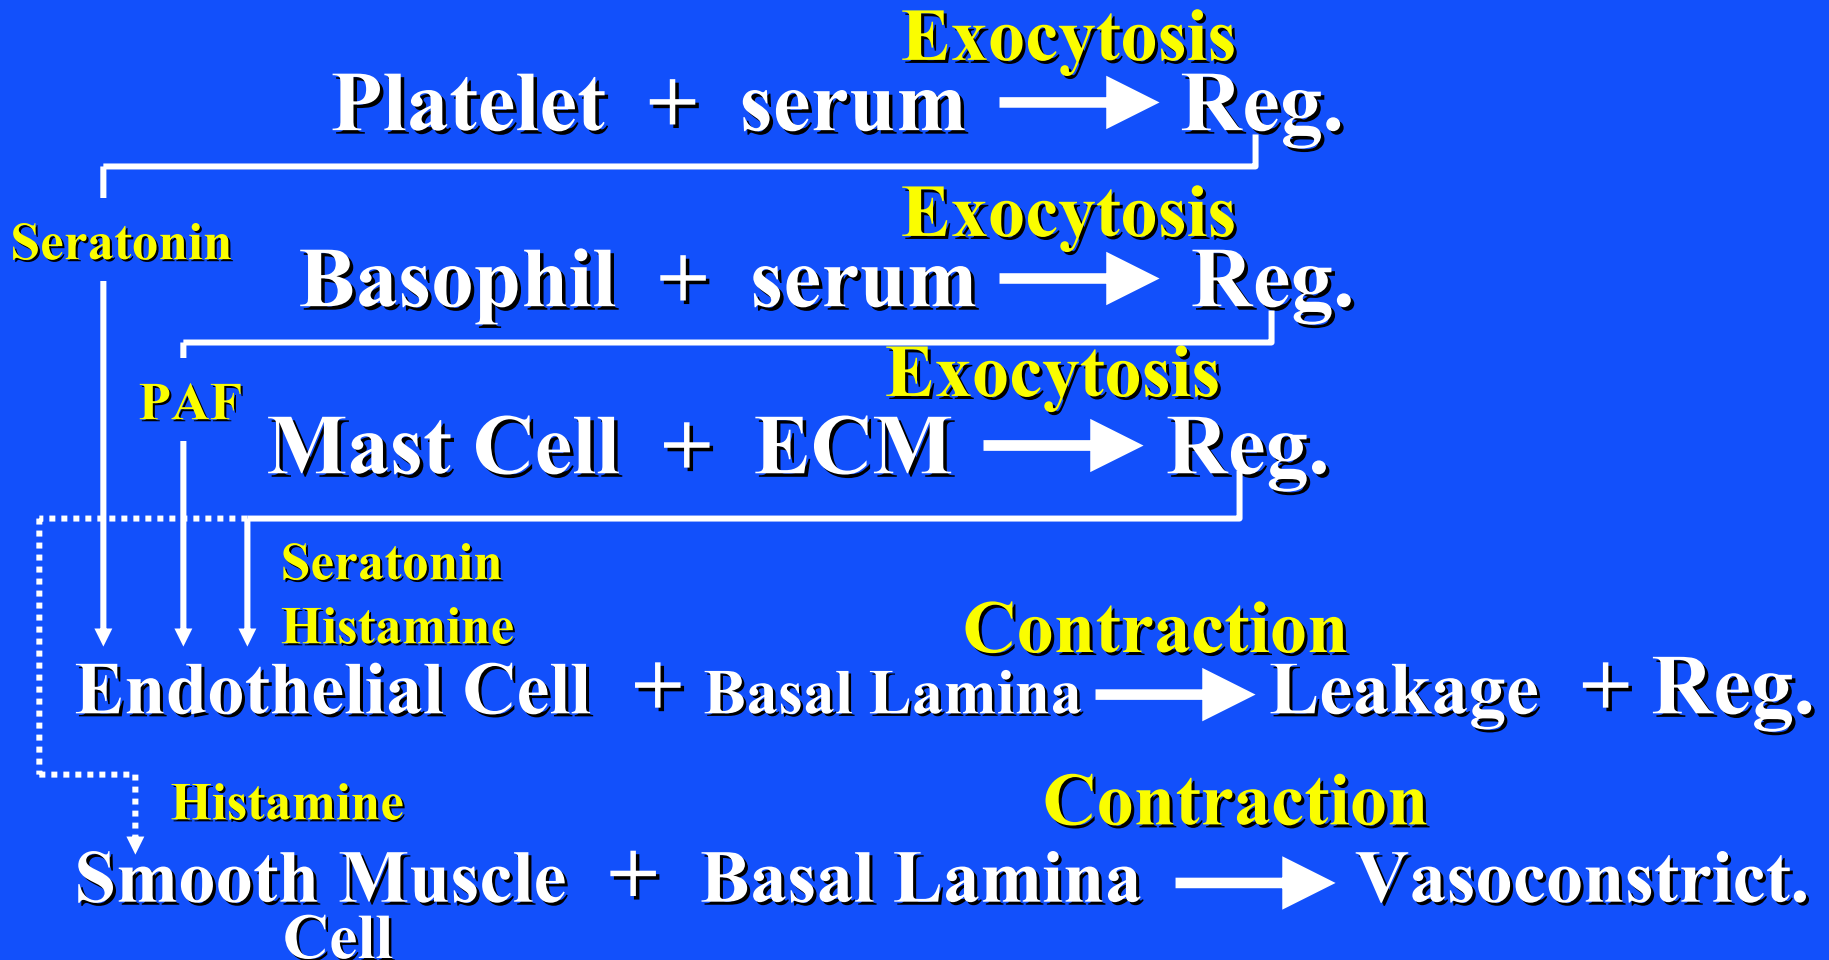 Exocytosis
Platelet + serum Reg.
Exocytosis
Seratonin
Basophil + serum Reg.
Exocytosis
PAF
Mast Cell + ECM Reg.
Seratonin
Histamine
Contraction
Endothelial Cell + Basal Lamina Leakage + Reg.
Histamine
Contraction
Smooth Muscle + Basal Lamina Vasoconstrict.
Cell